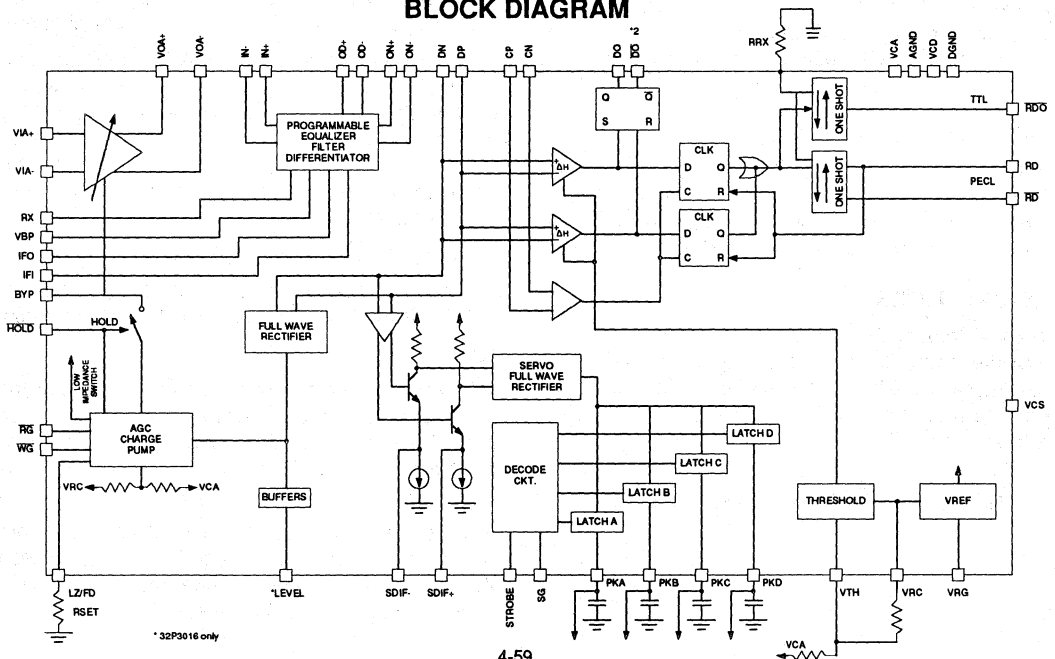 BLOCK DIAGRAM
VOA+
VOA-
IN-
IN+
OD+
OD-
ON+
ON-
DN
DP
CP
CN
DO
*2
DO
RRX
VCA
AGND
VCD
DGND
VIA+
VIA-
RX
VBP
IFO
IFI
BYP
HOLD
HOLD
LOW
IMPEDANCE
SWITCH
RG
WG
AGC
CHARGE
PUMP
VRC
VCA
PROGRAMMABLE
EQUALIZER
FILTER
DIFFERENTIATOR
FULL WAVE
RECTIFIER
BUFFERS
+
ΔH
-
+
ΔH
-
Q Q
S R
CLK
D Q
C R
CLK
D Q
C R
ONE SHOT
ONE SHOT
TTL
RDO
RD
PECL
RD
VCS
SERVO
FULL WAVE
RECTIFIER
DECODE
CKT.
LATCH D
LATCH C
LATCH B
LATCH A
THRESHOLD
VREF
LZ/FD
RSET
*LEVEL
SDIF-
SDIF+
STROBE
SG
PKA
PKB
PKC
PKD
VTH
VRC
VRG
VCA
* 32P3016 only
4-59